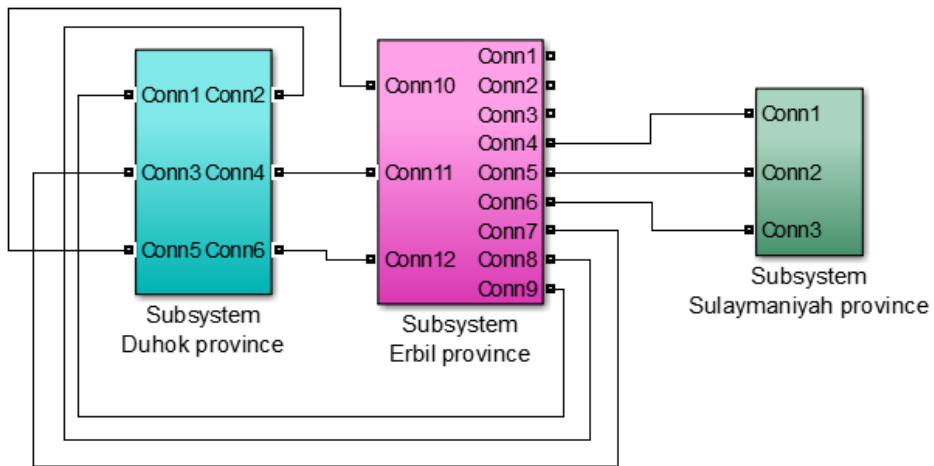 Conn1 Conn2
Conn3 Conn4
Conn5 Conn6
Subsystem
Duhok province
Conn10
Conn11
Conn12
Conn1
Conn2
Conn3
Conn4
Conn5
Conn6
Conn7
Conn8
Conn9
Subsystem
Erbil province
Conn1
Conn2
Conn3
Subsystem
Sulaymaniyah province